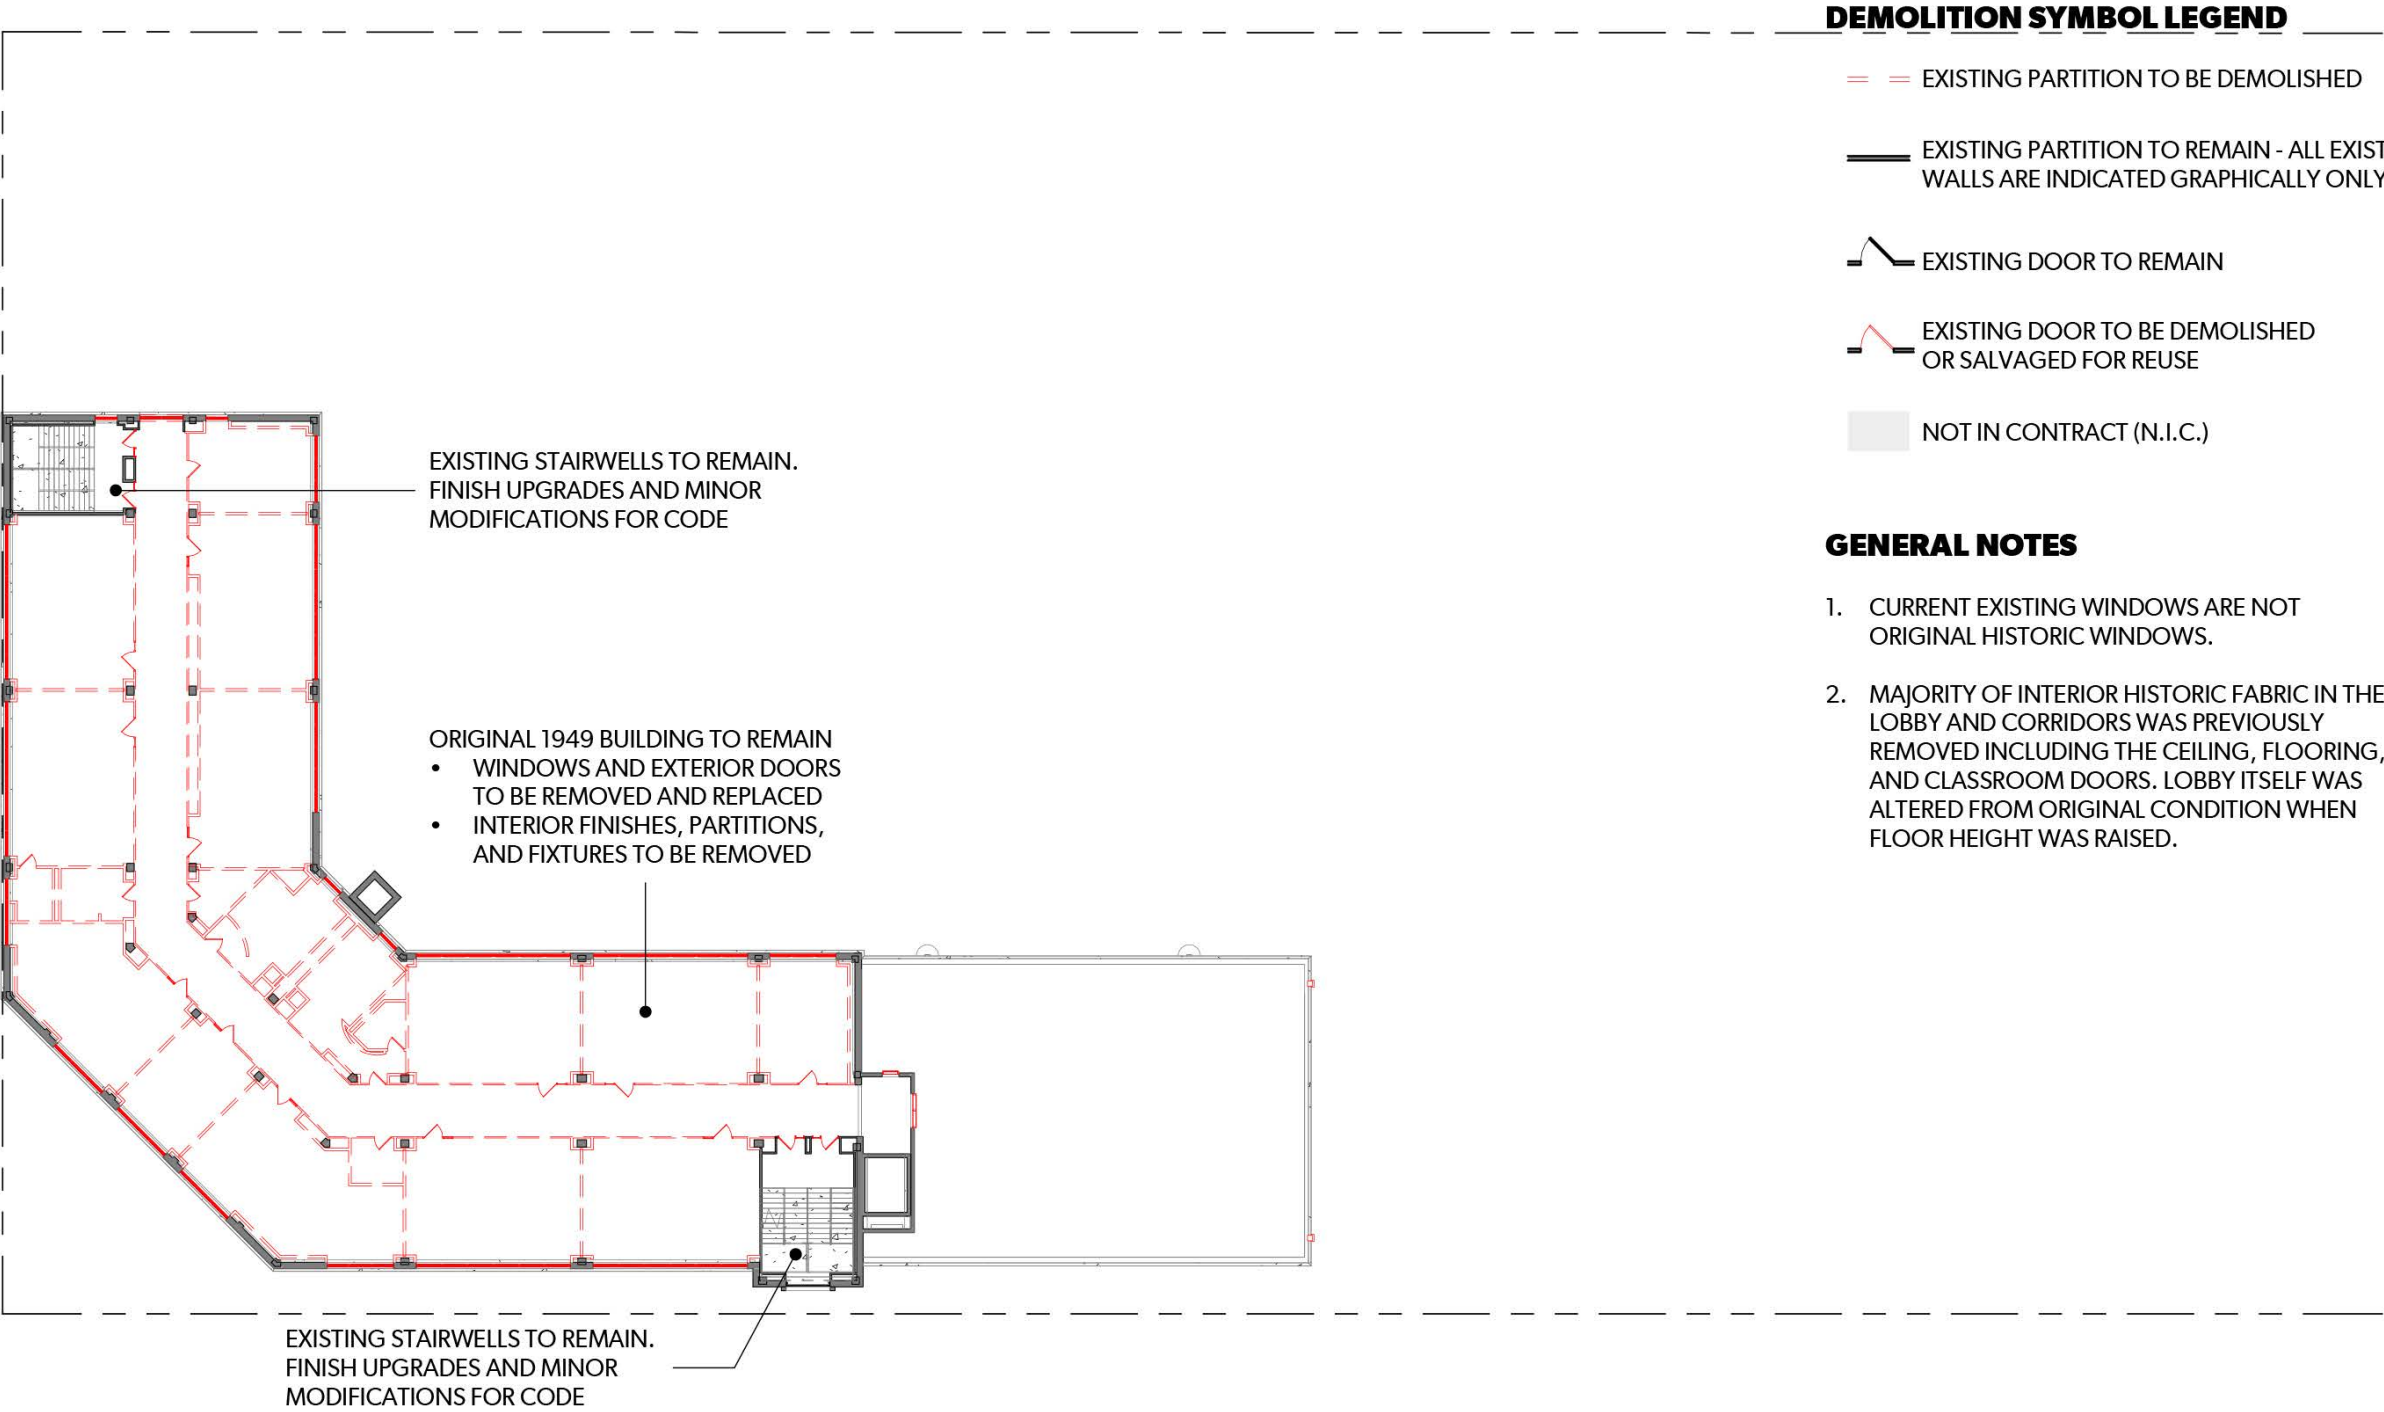 DEMOLITION SYMBOL LEGEND
EXISTING PARTITION TO BE DEMOLISHED
EXISTING PARTITION TO REMAIN - ALL EXIST
WALLS ARE INDICATED GRAPHICALLY ONLY
EXISTING DOOR TO REMAIN
EXISTING DOOR TO BE DEMOLISHED
OR SALVAGED FOR REUSE
NOT IN CONTRACT (N.I.C.)
GENERAL NOTES
1. CURRENT EXISTING WINDOWS ARE NOT
ORIGINAL HISTORIC WINDOWS.
2. MAJORITY OF INTERIOR HISTORIC FABRIC IN THE
LOBBY AND CORRIDORS WAS PREVIOUSLY
REMOVED INCLUDING THE CEILING, FLOORING,
AND CLASSROOM DOORS. LOBBY ITSELF WAS
ALTERED FROM ORIGINAL CONDITION WHEN
FLOOR HEIGHT WAS RAISED.
EXISTING STAIRWELLS TO REMAIN.
FINISH UPGRADES AND MINOR
MODIFICATIONS FOR CODE
ORIGINAL 1949 BUILDING TO REMAIN
• WINDOWS AND EXTERIOR DOORS
TO BE REMOVED AND REPLACED
• INTERIOR FINISHES, PARTITIONS,
AND FIXTURES TO BE REMOVED
EXISTING STAIRWELLS TO REMAIN.
FINISH UPGRADES AND MINOR
MODIFICATIONS FOR CODE